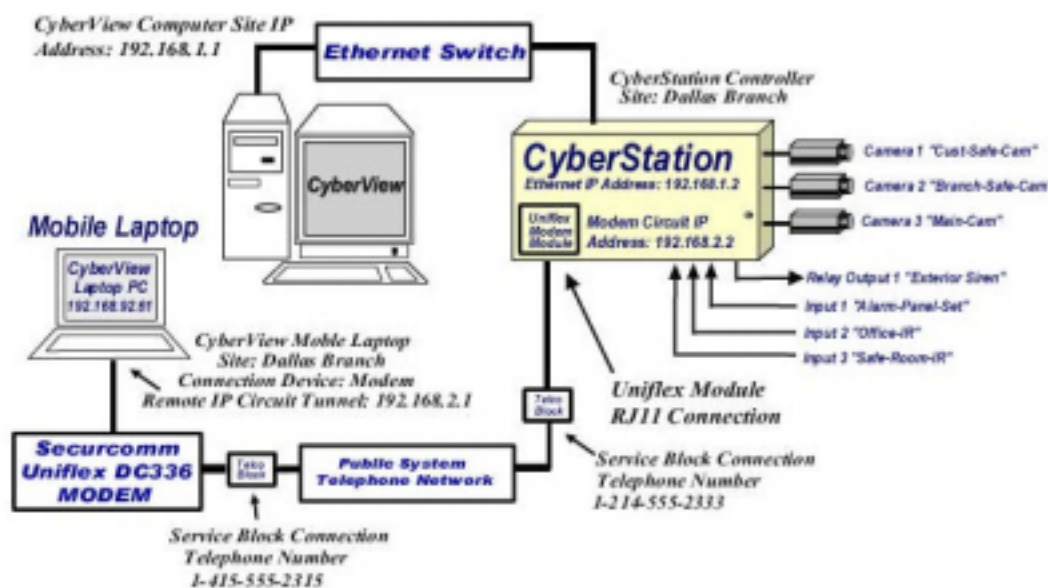 CyberView Computer Site IP
Address: 192.168.1.1
Ethernet Switch
CyberStation Controller
Site: Dallas Branch
CyberStation
Ethernet IP Address: 192.168.1.2
Uniflex
Modem
Module
Modem Circuit IP
Address: 192.168.2.2
Camera 1 "Cust-Safe-Cam"
Camera 2 "Branch-Safe-Cam
Camera 3 "Main-Cam"
CyberView
Mobile Laptop
CyberView
Laptop PC
192.168.92.61
Relay Output 1 "Exterior Siren"
Input 1 "Alarm-Panel-Set"
Input 2 "Office-IR"
Input 3 "Safe-Room-IR"
CyberView Moble Laptop
Site: Dallas Branch
Connection Device: Modem
Remote IP Circuit Tunnel: 192.168.2.1
Uniflex Module
RJ11 Connection
Telco
Block
Securcomm
Uniflex DC336
MODEM
Telco
Block
Public System
Telephone Network
Service Block Connection
Telephone Number
1-214-555-2333
Service Block Connection
Telephone Number
1-415-555-2315